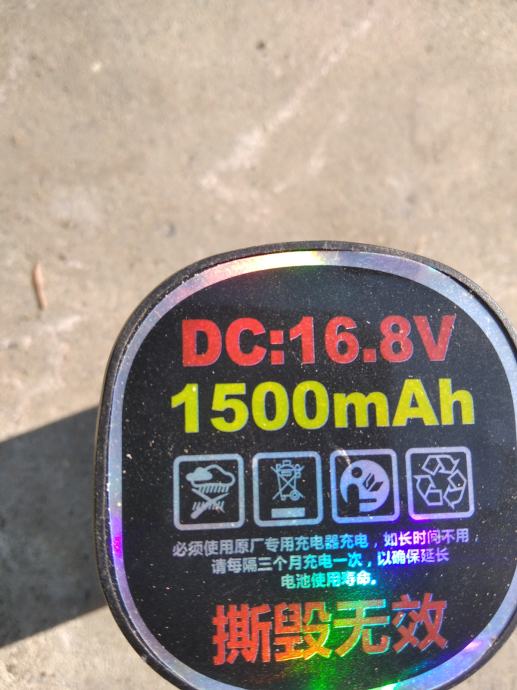 DC:16.8V
1500mAh
必须使用原厂专用充电器充电，如长时间不用，
请每隔三个月充电一次，以确保延长
电池使用寿命。
撕毁无效